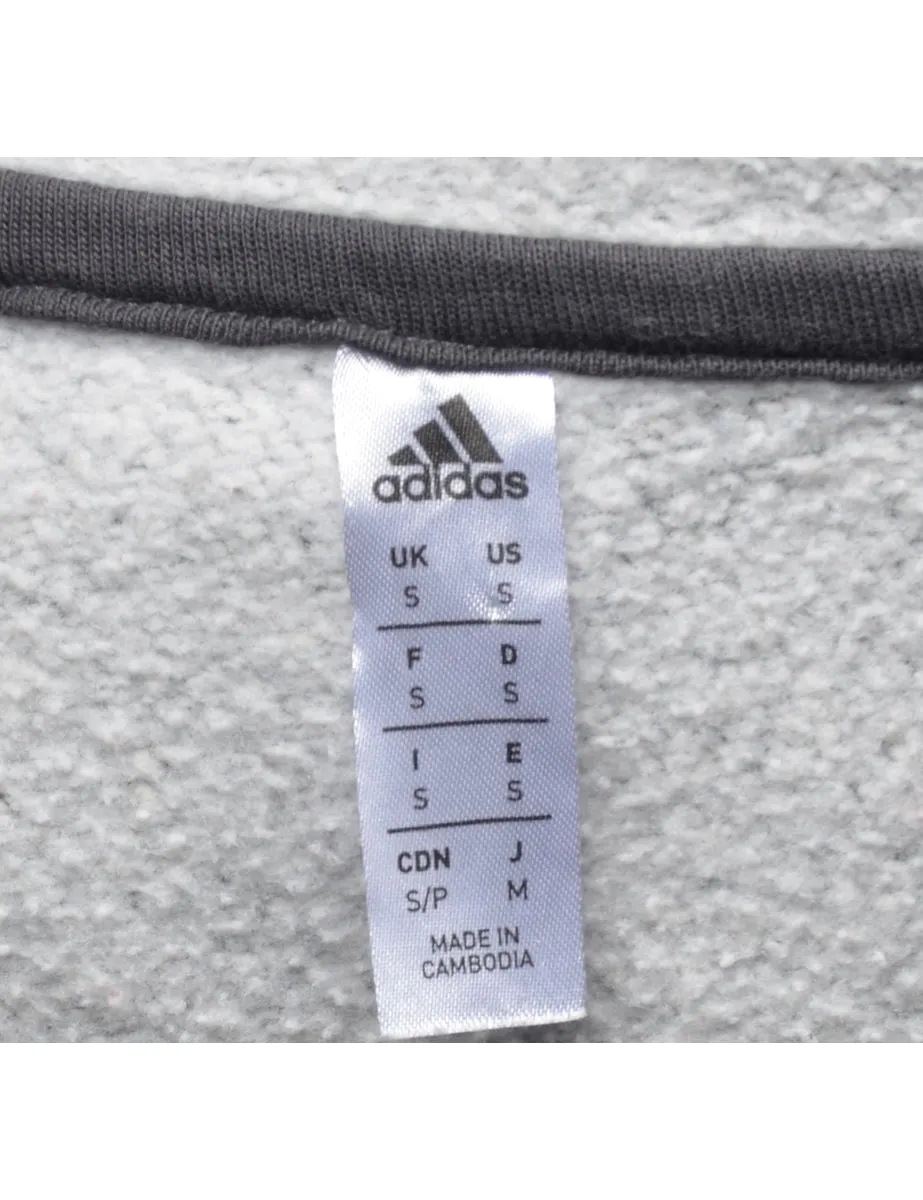 adidas
UK US
S S
F D
S S
I E
S S
CDN J
S/P M
MADE IN
CAMBODIA